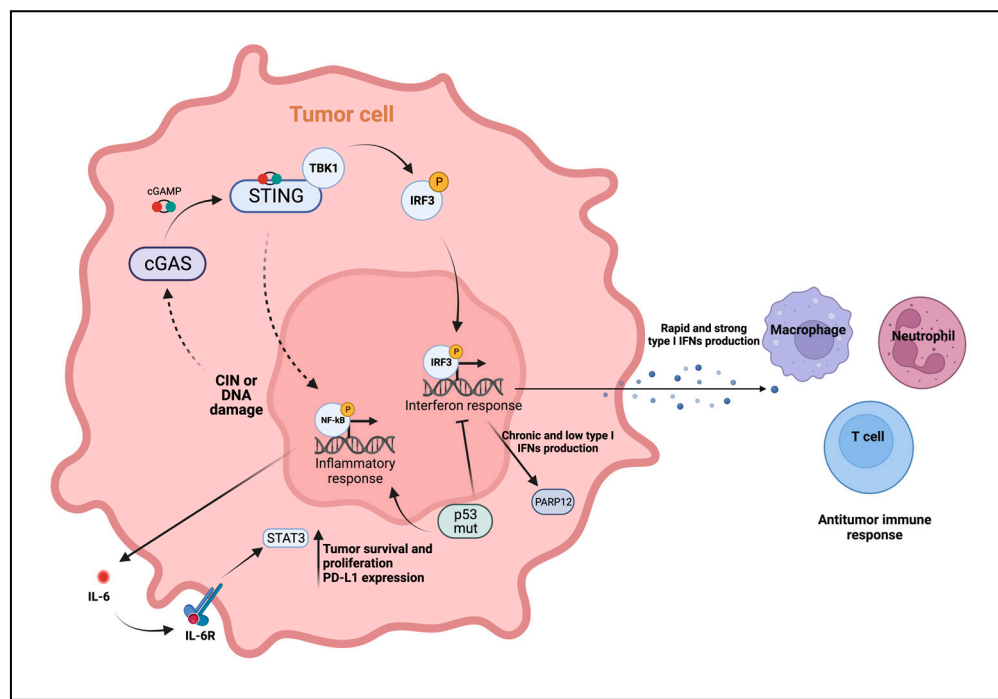 Tumor cell
TBK1
cGAMP
STING
P
IRF3
cGAS
CIN or
DNA
damage
P
IRF3
Interferon response
P
NF-kB
Inflammatory
response
Rapid and strong
type I IFNs production
Macrophage
Neutrophil
T cell
Antitumor immune
response
Chronic and low type I
IFNs production
PARP12
p53
mut
STAT3
Tumor survival and
proliferation
PD-L1 expression
IL-6
IL-6R